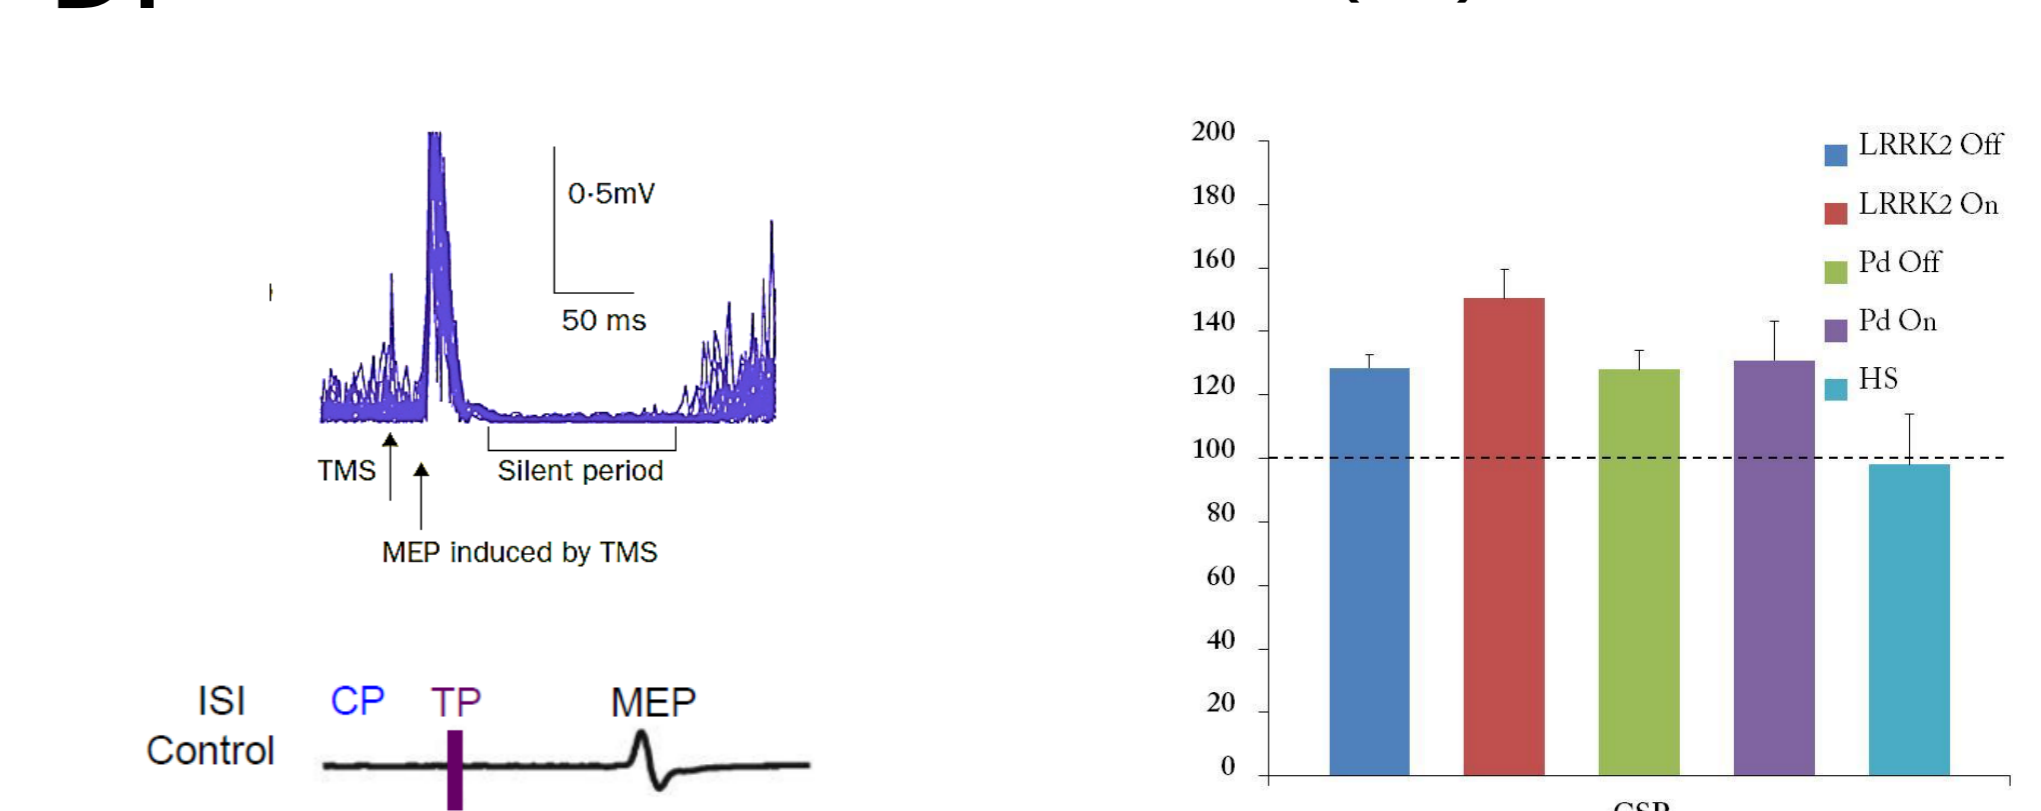 0·5mV
50 ms
TMS
Silent period
MEP induced by TMS
ISI
Control
CP
TP
MEP
200
180
160
140
120
100
80
60
40
20
0
LRRK2 Off
LRRK2 On
Pd Off
Pd On
HS